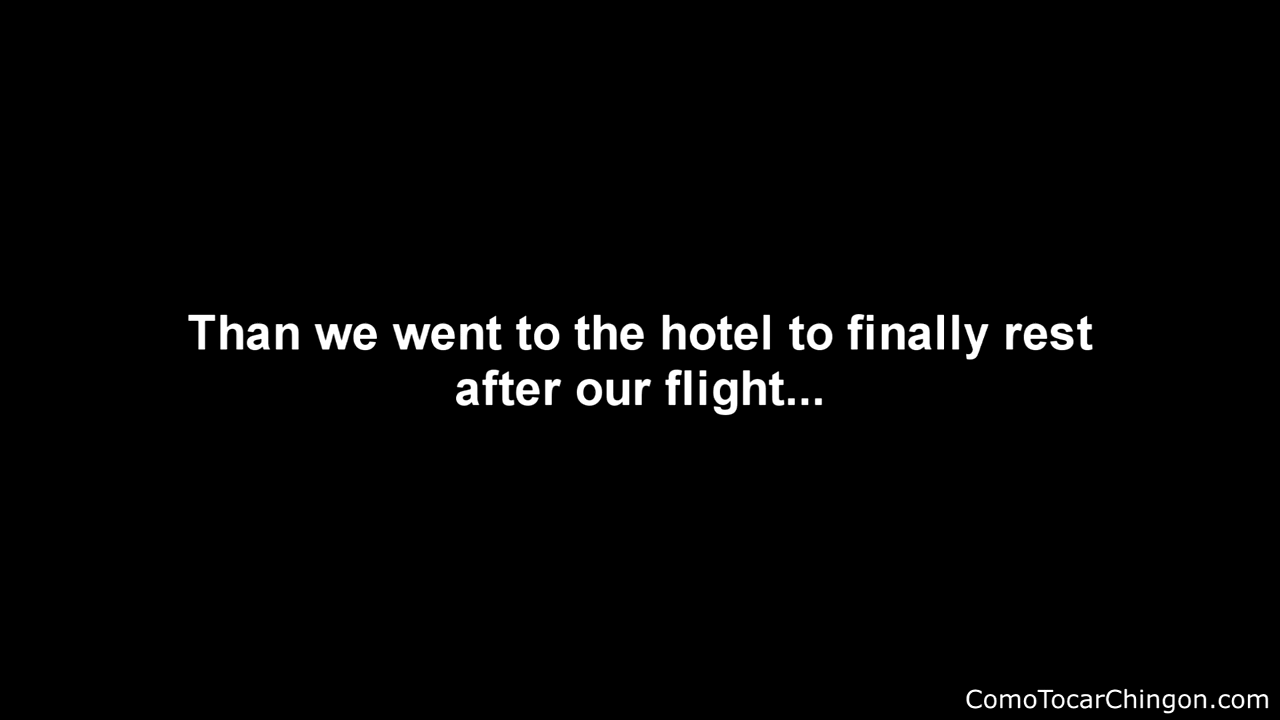 Than we went to the hotel to finally rest
after our flight...
ComoTocarChingon.com